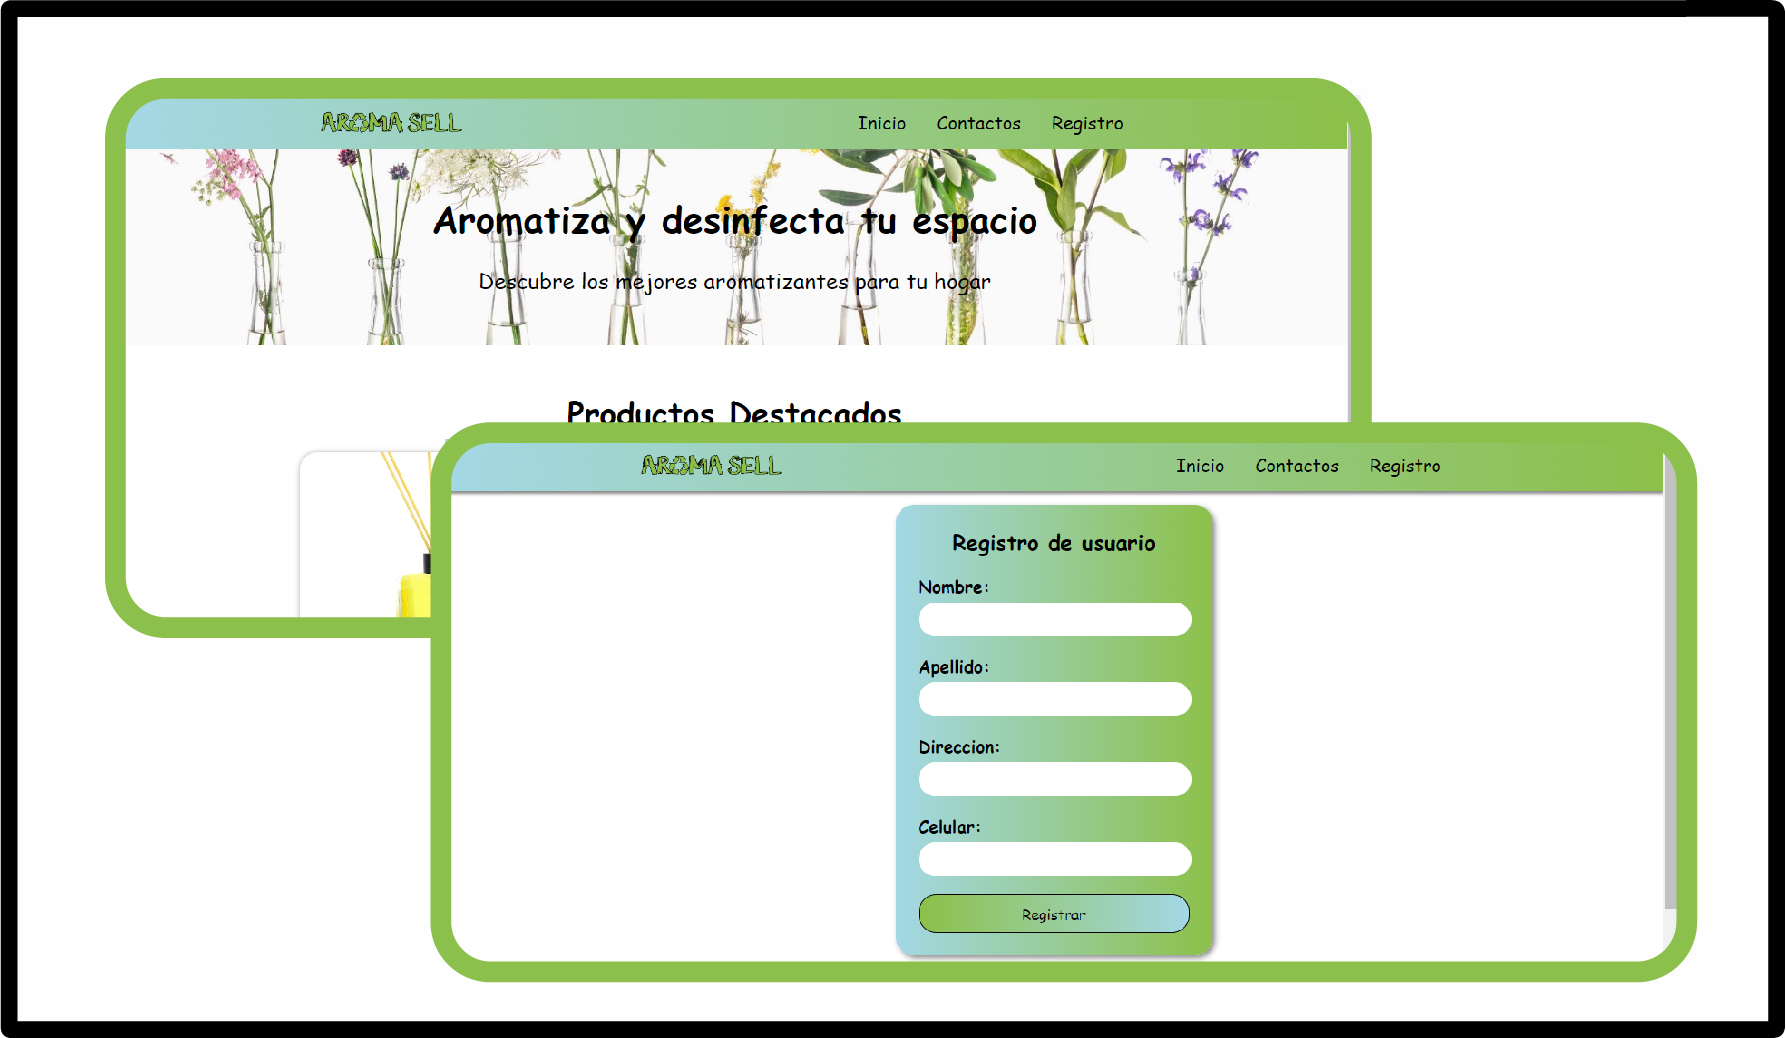 AROMA SELL
Inicio Contactos Registro
Aromatiza y desinfecta tu espacio
Descubre los mejores aromatizantes para tu hogar
Productos Destacados
AROMA SELL
Inicio Contactos Registro
Registro de usuario
Nombre:
Apellido:
Direccion:
Celular:
Registrar